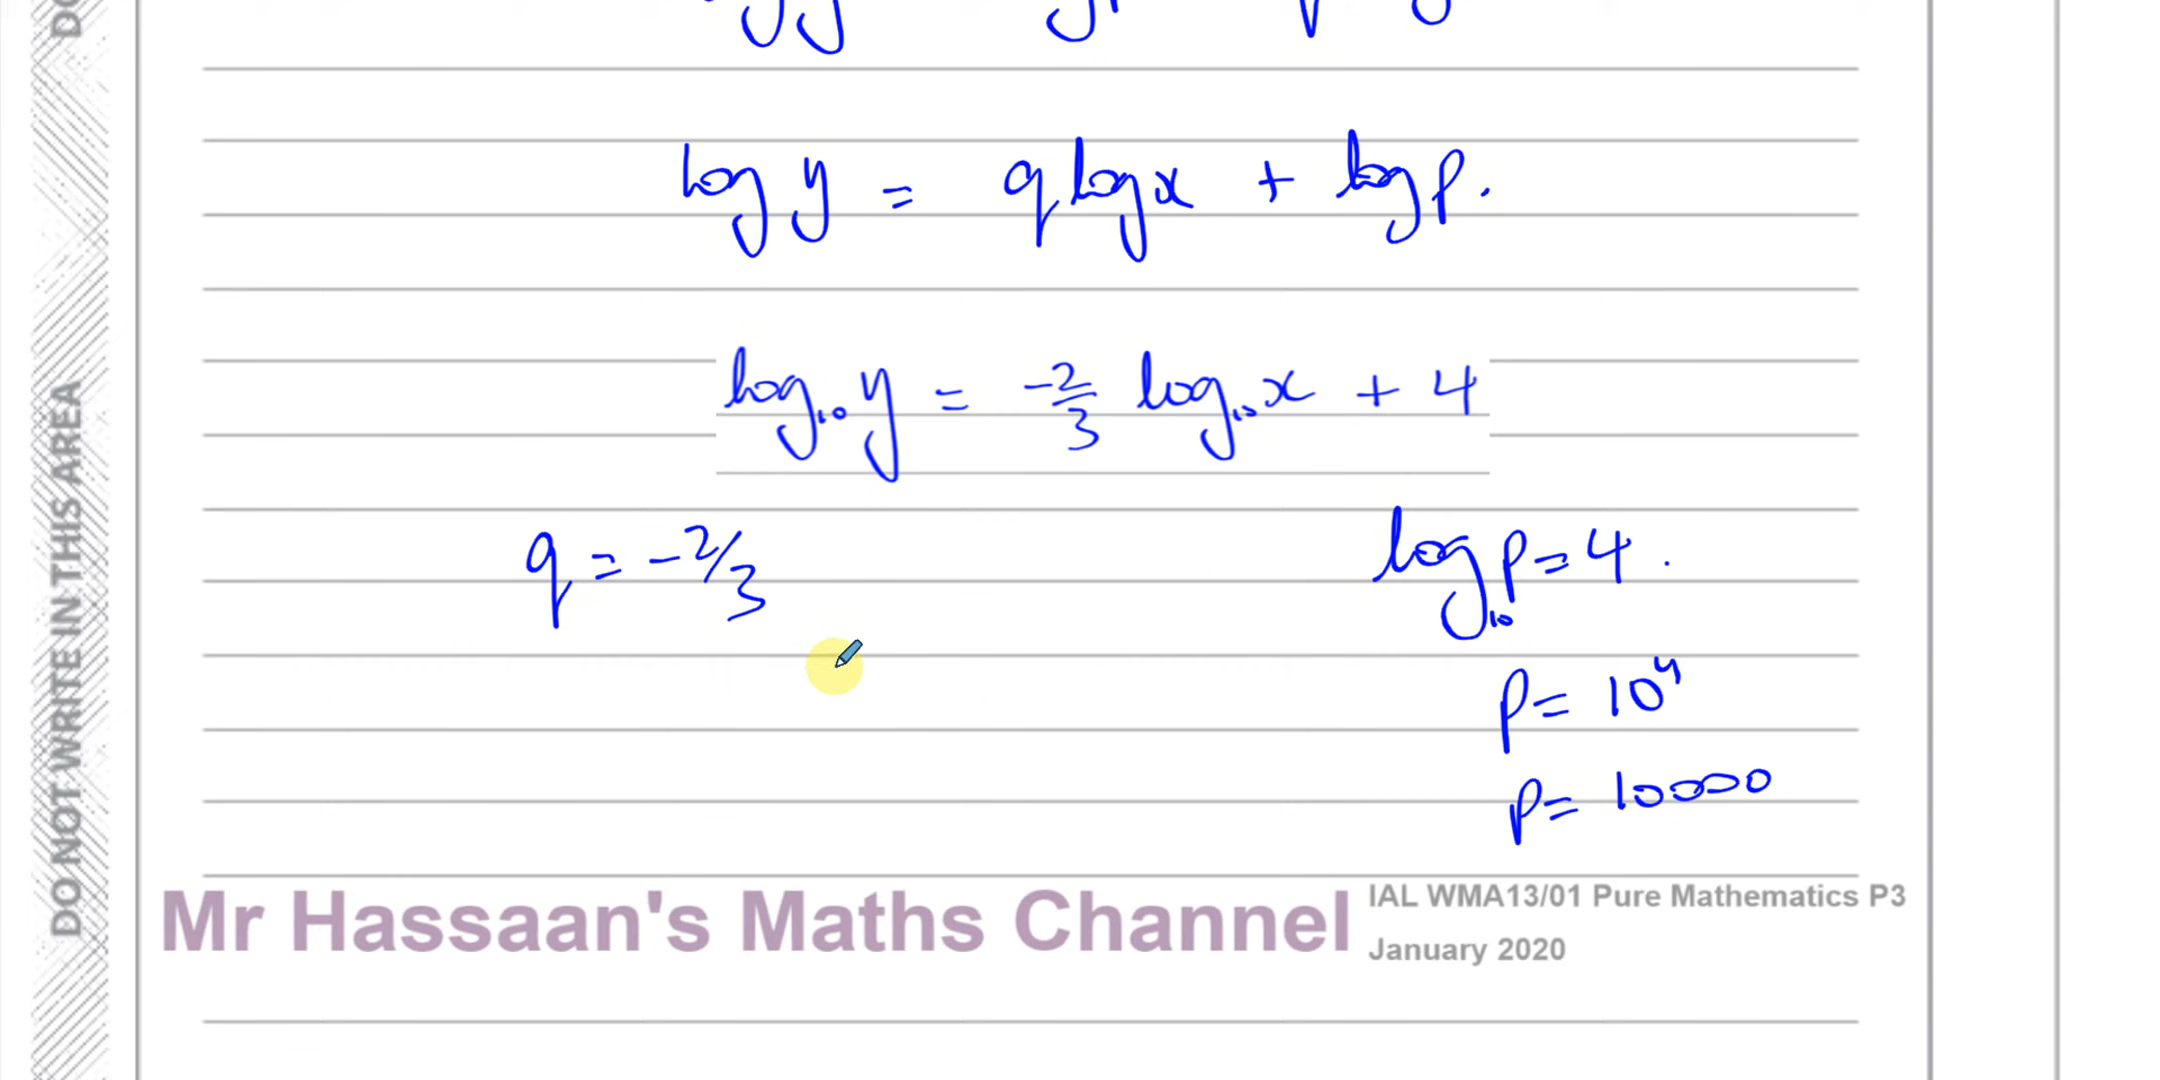 log y = q log x + log p.
log₁₀ y = -2/3 log₁₀ x + 4
q = -2/3
log₁₀ p = 4.
p = 10⁴
p = 10000
DO NOT WRITE IN THIS AREA
Mr Hassaan's Maths Channel
IAL WMA13/01 Pure Mathematics P3
January 2020